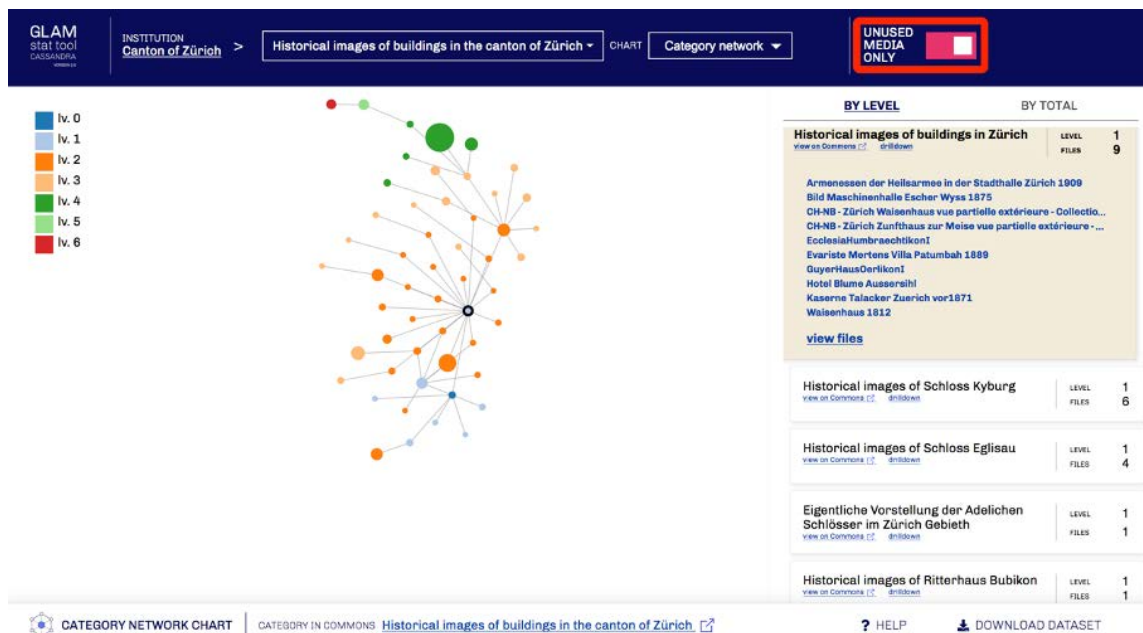 GLAM
stat tool
CASSANDRA
INSTITUTION
Canton of Zürich >
Historical images of buildings in the canton of Zürich
CHART
Category network
UNUSED
MEDIA
ONLY
lv. 0
lv. 1
lv. 2
lv. 3
lv. 4
lv. 5
lv. 6
BY LEVEL
BY TOTAL
Historical images of buildings in Zürich
LEVEL 1
view on Commons drilldown
FILES 9
Armenessen der Heilsarmee in der Stadthalle Zürich 1909
Bild Maschinenhalle Escher Wyss 1875
CH-NB - Zürich Waisenhaus vue partielle extérieure - Collectio...
CH-NB - Zürich Zunfthaus zur Meise vue partielle extérieure - ...
EcclesiaHumbraechtikonI
Evariste Mertens Villa Patumbah 1889
GuyerHausOerlikonI
Hotel Blume Aussersihl
Kaserne Talacker Zuerich vor1871
Waisenhaus 1812
view files
Historical images of Schloss Kyburg
LEVEL 1
view on Commons drilldown
FILES 6
Historical images of Schloss Eglisau
LEVEL 1
view on Commons drilldown
FILES 4
Eigentliche Vorstellung der Adelichen
LEVEL 1
Schlösser im Zürich Gebieth
FILES 1
view on Commons drilldown
Historical images of Ritterhaus Bubikon
LEVEL 1
view on Commons drilldown
FILES 1
CATEGORY NETWORK CHART
CATEGORY IN COMMONS Historical images of buildings in the canton of Zürich
? HELP
DOWNLOAD DATASET